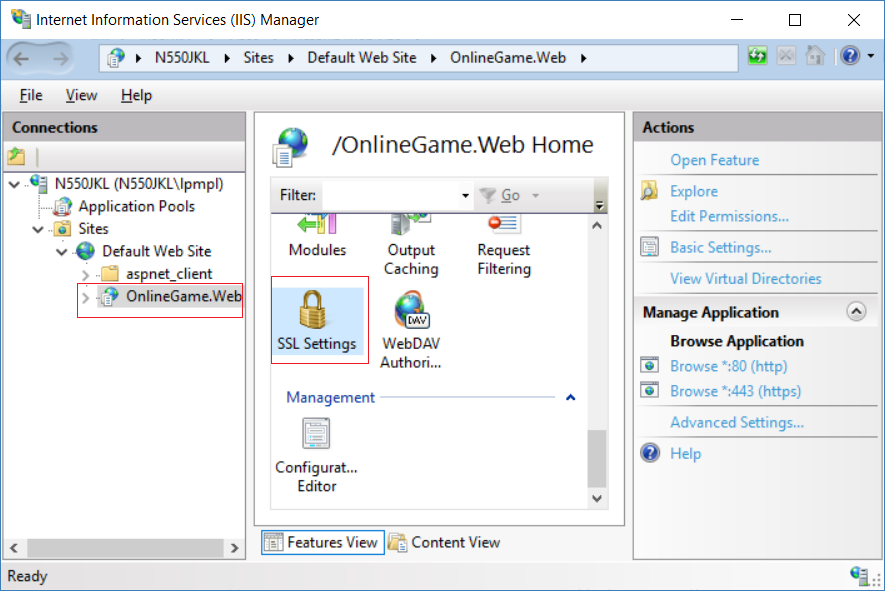 Internet Information Services (IIS) Manager
N550JKL
Sites
Default Web Site
OnlineGame.Web
File View Help
Connections
N550JKL (N550JKL\lpmpl)
Application Pools
Sites
Default Web Site
aspnet_client
OnlineGame.Web
/OnlineGame.Web Home
Filter:
Go
Modules
Output
Caching
Request
Filtering
SSL Settings
DAV
WebDAV
Authori...
Management
Configurat...
Editor
Features View
Content View
Actions
Open Feature
Explore
Edit Permissions...
Basic Settings...
View Virtual Directories
Manage Application
Browse Application
Browse *:80 (http)
Browse *:443 (https)
Advanced Settings...
Help
Ready